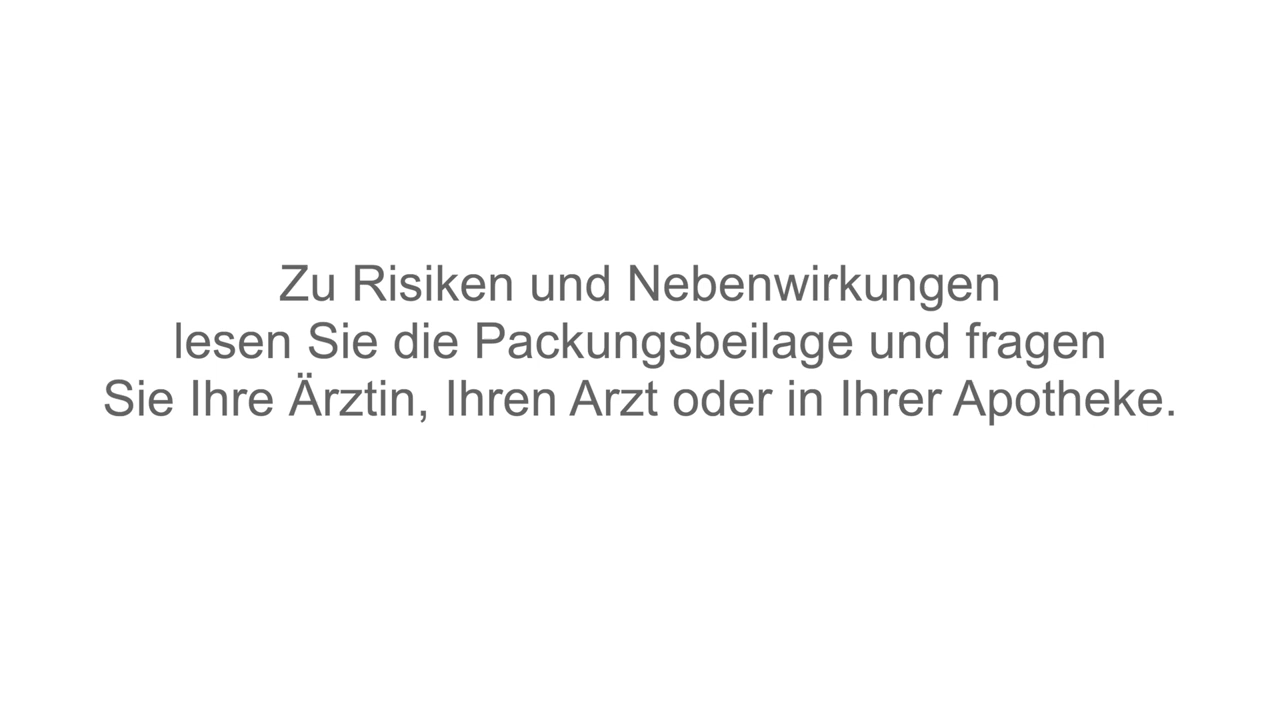 Zu Risiken und Nebenwirkungen
lesen Sie die Packungsbeilage und fragen
Sie Ihre Ärztin, Ihren Arzt oder in Ihrer Apotheke.